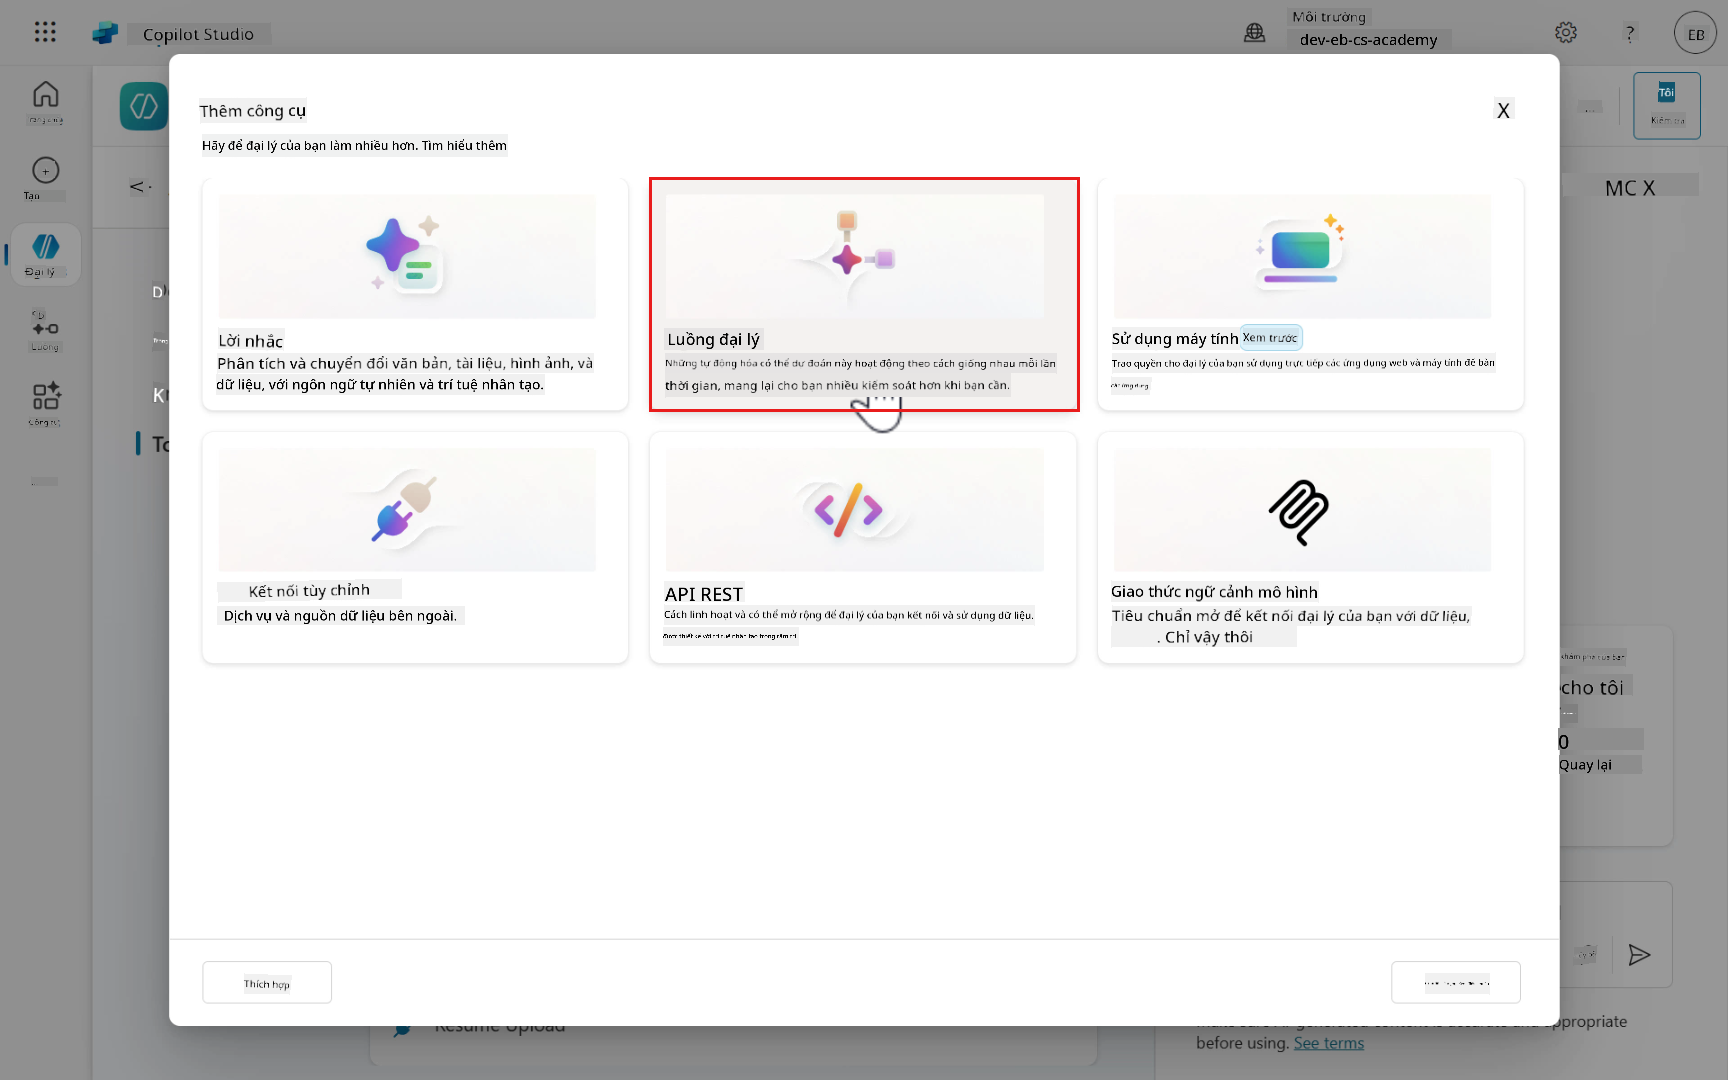 Copilot Studio
Môi trường
dev-eb-cs-academy
?
EB
Thêm công cụ
X
Hãy để đại lý của bạn làm nhiều hơn. Tìm hiểu thêm
Tôi
Tạo
Đại lý
MC X
Lời nhắc
Phân tích và chuyển đổi văn bản, tài liệu, hình ảnh, và
dữ liệu, với ngôn ngữ tự nhiên và trí tuệ nhân tạo.
Luồng đại lý
Những tự động hóa có thể dự đoán này hoạt động theo cách giống nhau mỗi lần
thời gian, mang lại cho bạn nhiều kiểm soát hơn khi bạn cần.
Sử dụng máy tính Xem trước
Trao quyền cho đại lý của bạn sử dụng trực tiếp các ứng dụng web và máy tính để bàn
Luồng
Công cụ
Kết nối tùy chỉnh
Dịch vụ và nguồn dữ liệu bên ngoài.
API REST
Cách linh hoạt và có thể mở rộng để đại lý của bạn kết nối và sử dụng dữ liệu.
Giao thức ngữ cảnh mô hình
Tiêu chuẩn mở để kết nối đại lý của bạn với dữ liệu,
. Chỉ vậy thôi
cho tôi
0
Quay lại
Thích hợp
Resume Upload
before using. See terms